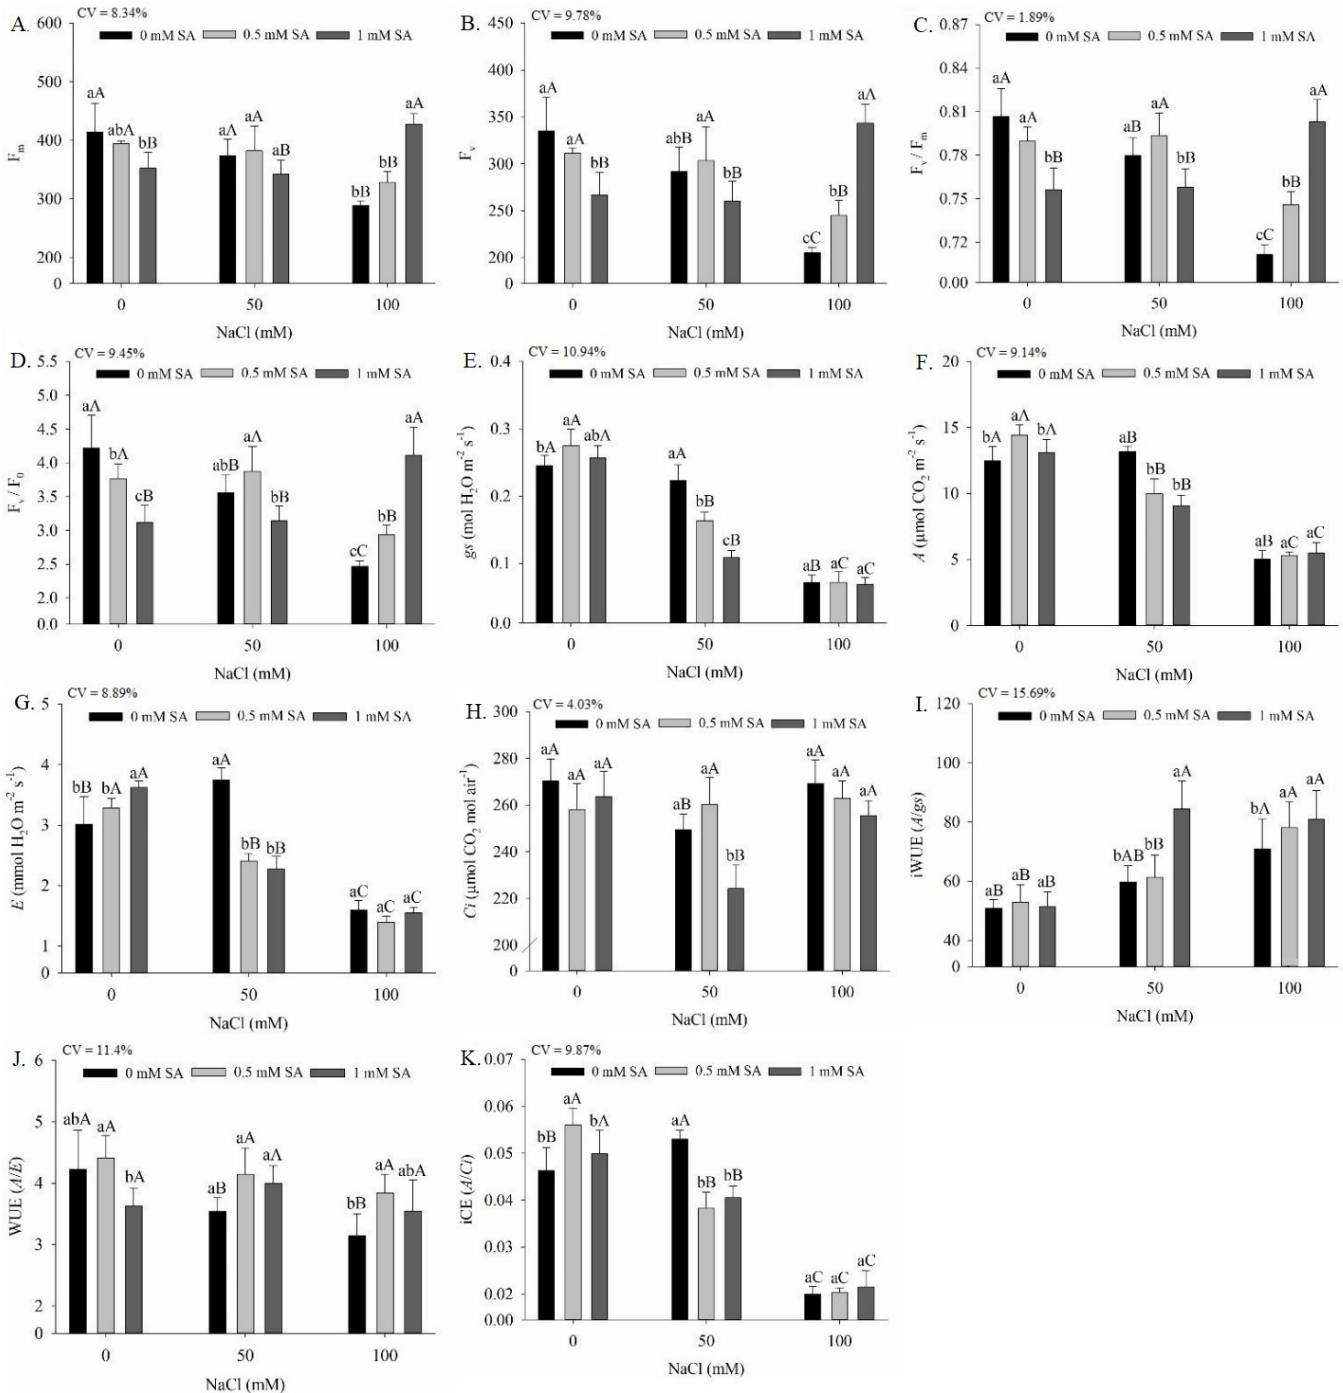 A.
CV = 8.34%
0 mM SA 0.5 mM SA 1 mM SA
600
500
400
300
200
0
Fm
aA abA bB
aA aA aB
bB bB aA
0 50 100
NaCl (mM)
B.
CV = 9.78%
0 mM SA 0.5 mM SA 1 mM SA
450
400
350
300
250
200
0
Fv
aA aA bB
abB aA bB
cC bB aA
0 50 100
NaCl (mM)
C.
CV = 1.89%
0 mM SA 0.5 mM SA 1 mM SA
0.87
0.84
0.81
0.78
0.75
0.72
0.00
Fv / Fm
aA aA bB
aB aA bB
cC bB aA
0 50 100
NaCl (mM)
D.
CV = 9.45%
0 mM SA 0.5 mM SA 1 mM SA
5.5
5.0
4.5
4.0
3.5
3.0
2.5
2.0
0.0
Fv / F0
aA bA cB
abB aA bB
cC bB aA
0 50 100
NaCl (mM)
E.
CV = 10.94%
0 mM SA 0.5 mM SA 1 mM SA
0.4
0.3
0.2
0.1
0.0
gs (mol H2O m-2 s-1)
bA aA abA
aA bB cB
aB aC aC
0 50 100
NaCl (mM)
F.
CV = 9.14%
0 mM SA 0.5 mM SA 1 mM SA
20
15
10
5
0
A (µmol CO2 m-2 s-1)
bA aA bA
aB bB bB
aB aC aC
0 50 100
NaCl (mM)
G.
CV = 8.89%
0 mM SA 0.5 mM SA 1 mM SA
5
4
3
2
1
0
E (mmol H2O m-2 s-1)
bB bA aA
aA bB bB
aC aC aC
0 50 100
NaCl (mM)
H.
CV = 4.03%
0 mM SA 0.5 mM SA 1 mM SA
300
280
260
240
220
200
0
Ci (µmol CO2 mol air-1)
aA aA aA
aB aA bB
aA aA aA
0 50 100
NaCl (mM)
I.
CV = 15.69%
0 mM SA 0.5 mM SA 1 mM SA
120
100
80
60
40
0
iWUE (A/gs)
aB aB aB
bAB bB aA
bA aA aA
0 50 100
NaCl (mM)
J.
CV = 11.4%
0 mM SA 0.5 mM SA 1 mM SA
6
5
4
3
2
0
WUE (A/E)
abA aA bA
aB aA aA
bB aA abA
0 50 100
NaCl (mM)
K.
CV = 9.87%
0 mM SA 0.5 mM SA 1 mM SA
0.07
0.06
0.05
0.04
0.03
0.02
0.00
iCE (A/Ci)
bB aA bA
aA bB bB
aC aC aC
0 50 100
NaCl (mM)